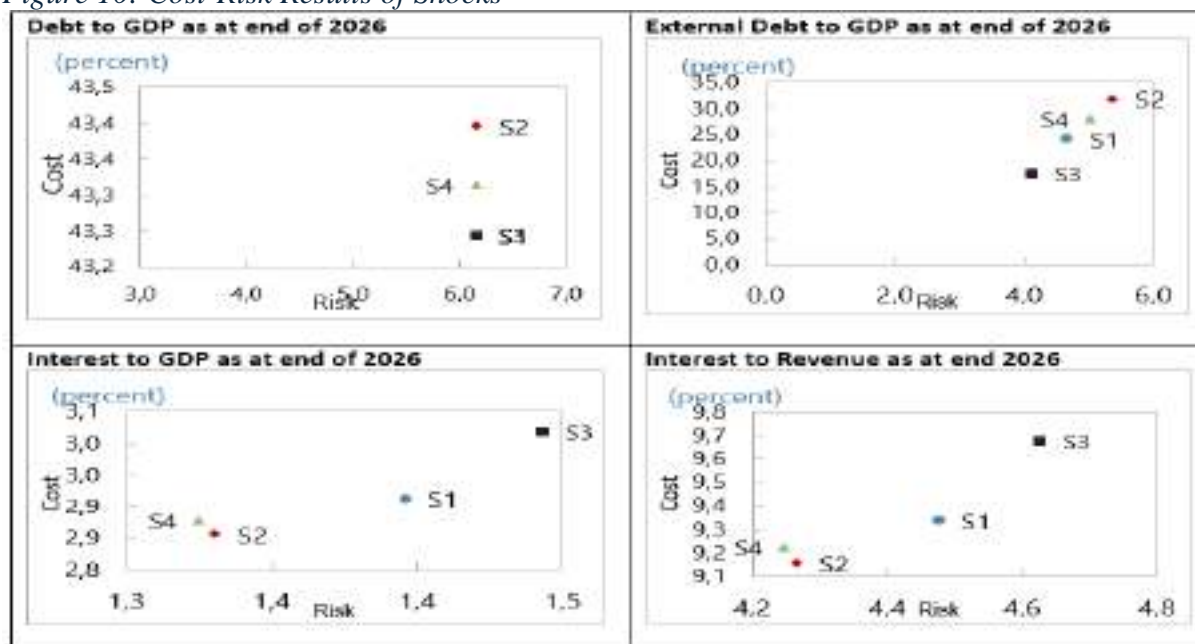 Figure 10: Cost-Risk Results of Shocks
Debt to GDP as at end of 2026
(percent)
43,5
43,4
43,4
43,3
43,3
43,2
Cost
S2
S4
S3
3,0
4,0
5,0
6,0
7,0
Risk
External Debt to GDP as at end of 2026
(percent)
35,0
30,0
25,0
20,0
15,0
10,0
5,0
0,0
Cost
S2
S4
S1
S3
0.0
2.0
4.0
6.0
Risk
Interest to GDP as at end of 2026
(percent)
3,1
3,0
3,0
2,9
2,9
2,8
Cost
S3
S1
S4
S2
1,3
1,4
1,4
1,5
Risk
Interest to Revenue as at end 2026
(percent)
9,8
9,7
9,6
9,5
9,4
9,3
9,2
9,1
Cost
S3
S1
S4
S2
4,2
4,4
4,6
4,8
Risk